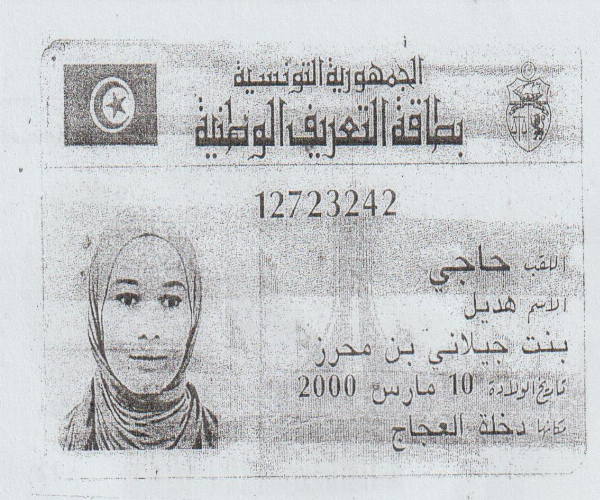 الجمهورية التونسية
بطاقة التعريف الوطنية
12723242
اللقب حاجي
الاسم هديل
بنت جيلاني بن محرز
تاريخ الولادة 10 مارس 2000
مكانها دخلة العجاج